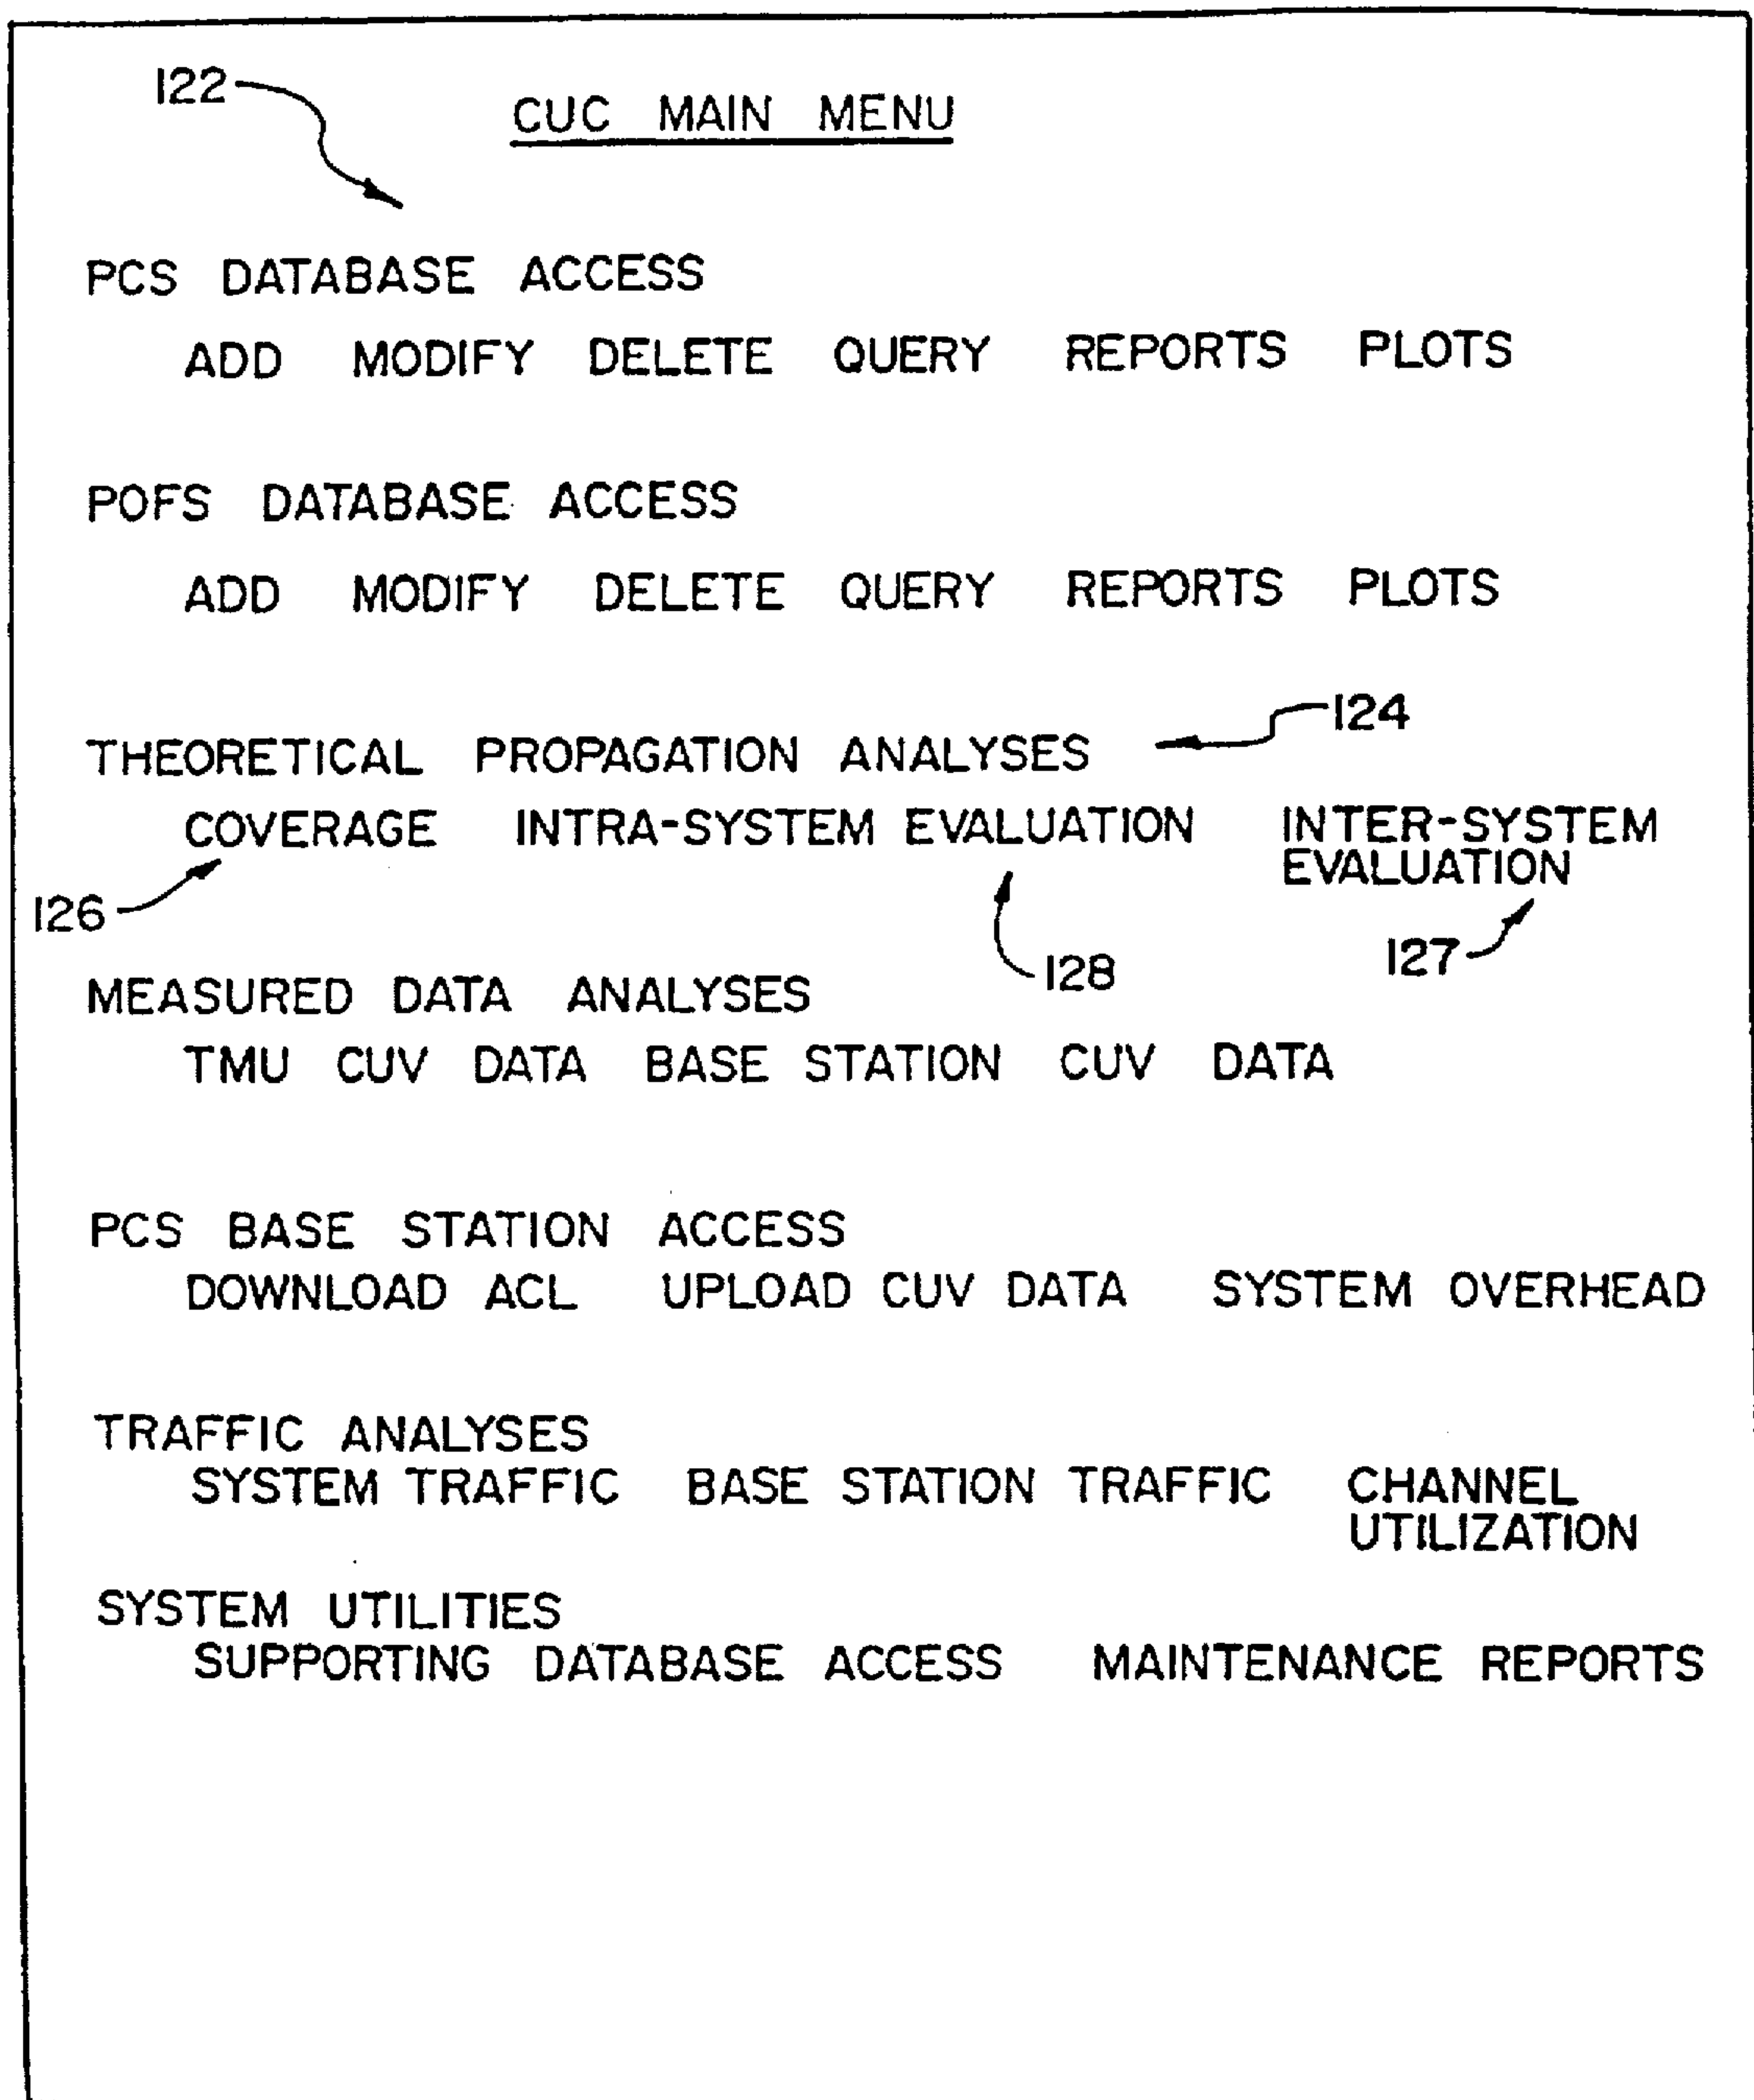 122
CUC MAIN MENU
PCS DATABASE ACCESS
ADD MODIFY DELETE QUERY REPORTS PLOTS
POFS DATABASE ACCESS
ADD MODIFY DELETE QUERY REPORTS PLOTS
124
THEORETICAL PROPAGATION ANALYSES
COVERAGE INTRA-SYSTEM EVALUATION INTER-SYSTEM
EVALUATION
126
128
127
MEASURED DATA ANALYSES
TMU CUV DATA BASE STATION CUV DATA
PCS BASE STATION ACCESS
DOWNLOAD ACL UPLOAD CUV DATA SYSTEM OVERHEAD
TRAFFIC ANALYSES
SYSTEM TRAFFIC BASE STATION TRAFFIC CHANNEL
UTILIZATION
SYSTEM UTILITIES
SUPPORTING DATABASE ACCESS MAINTENANCE REPORTS